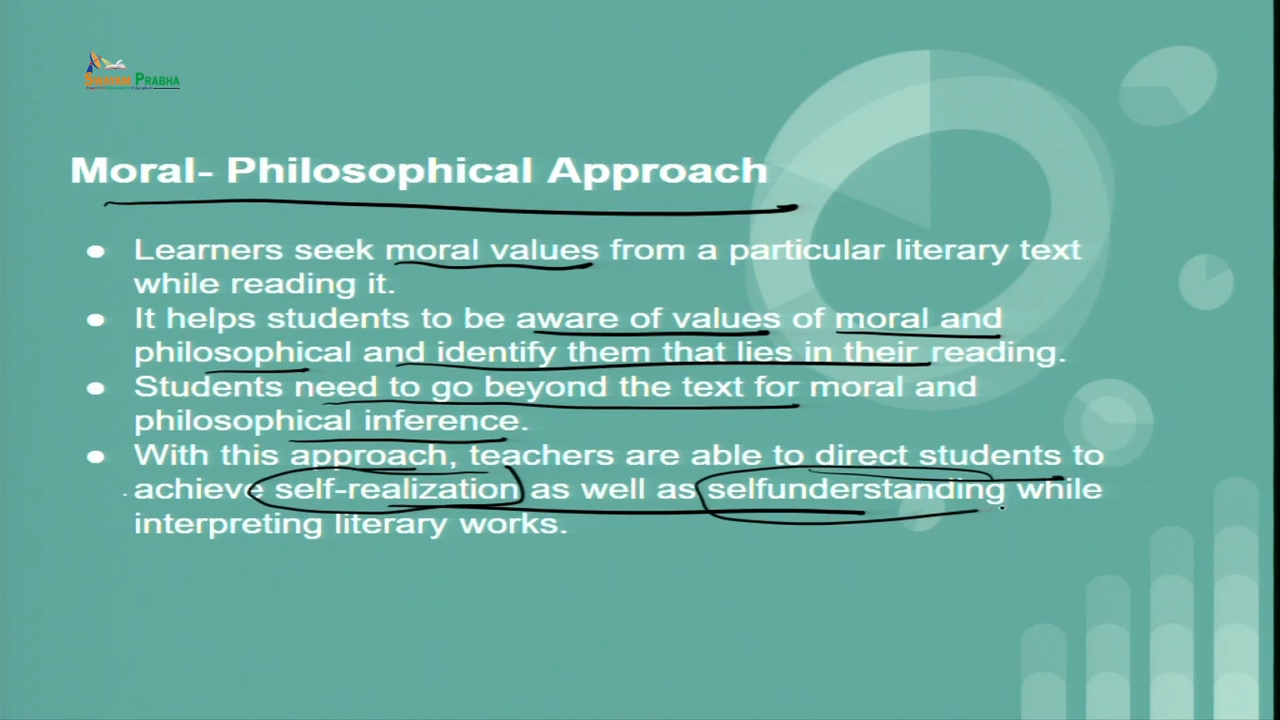 SWAYAM PRABHA
Moral- Philosophical Approach
● Learners seek moral values from a particular literary text
while reading it.
● It helps students to be aware of values of moral and
philosophical and identify them that lies in their reading.
● Students need to go beyond the text for moral and
philosophical inference.
● With this approach, teachers are able to direct students to
achieve self-realization as well as selfunderstanding while
interpreting literary works.